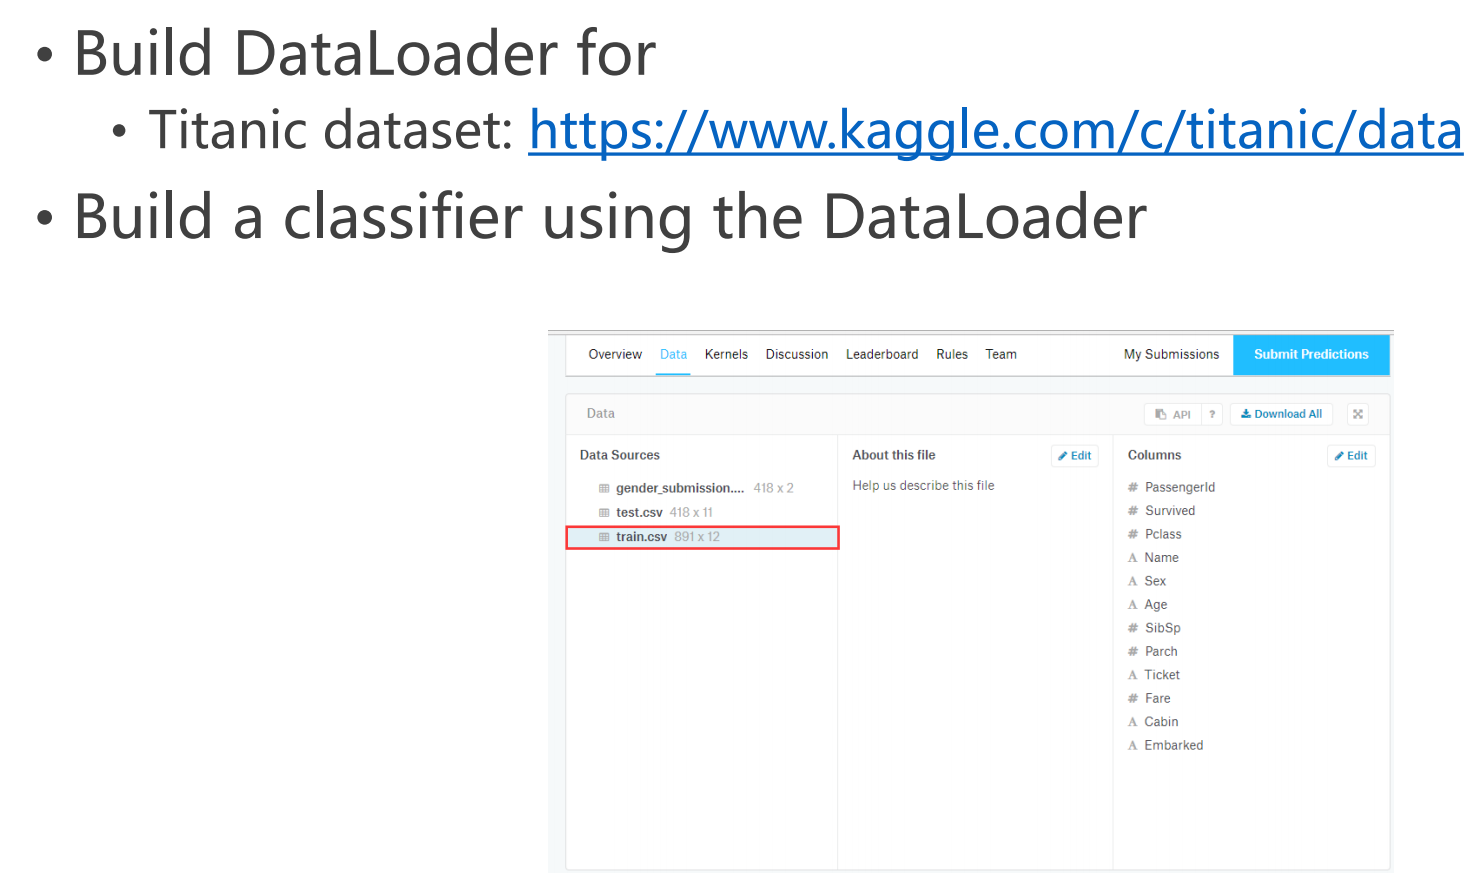 • Build DataLoader for
• Titanic dataset: https://www.kaggle.com/c/titanic/data
• Build a classifier using the DataLoader
Overview Data Kernels Discussion Leaderboard Rules Team My Submissions Submit Predictions
Data API ? Download All
Data Sources
gender_submission.... 418 x 2
test.csv 418 x 11
train.csv 891 x 12
About this file Edit
Help us describe this file
Columns Edit
# PassengerId
# Survived
# Pclass
A Name
A Sex
A Age
# SibSp
# Parch
A Ticket
# Fare
A Cabin
A Embarked